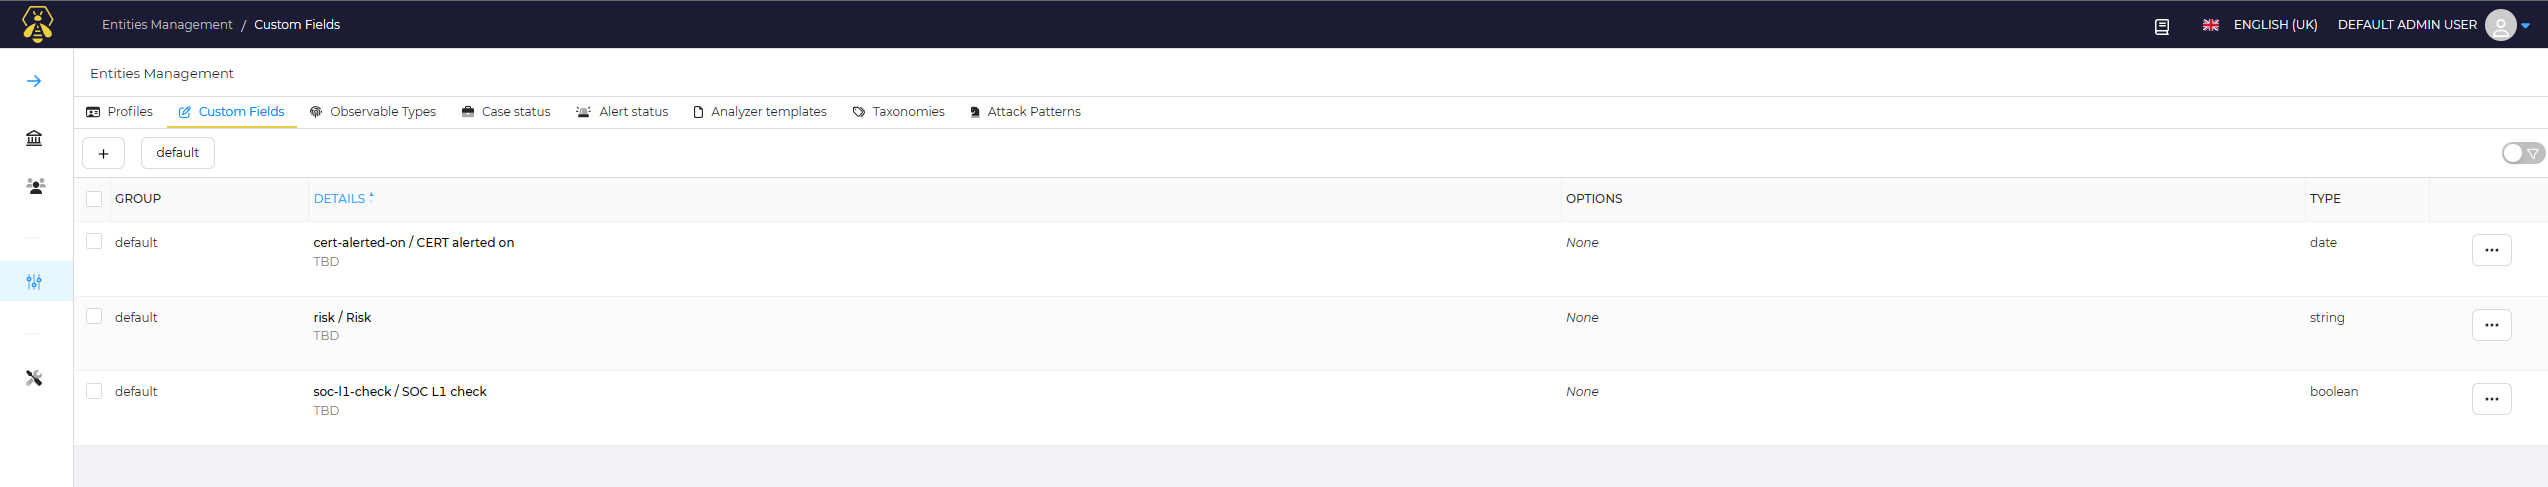 Entities Management / Custom Fields
ENGLISH (UK)
DEFAULT ADMIN USER
Entities Management
Profiles
Custom Fields
Observable Types
Case status
Alert status
Analyzer templates
Taxonomies
Attack Patterns
+
default
GROUP
DETAILS
OPTIONS
TYPE
default
cert-alerted-on / CERT alerted on
TBD
None
date
default
risk / Risk
TBD
None
string
default
soc-l1-check / SOC L1 check
TBD
None
boolean